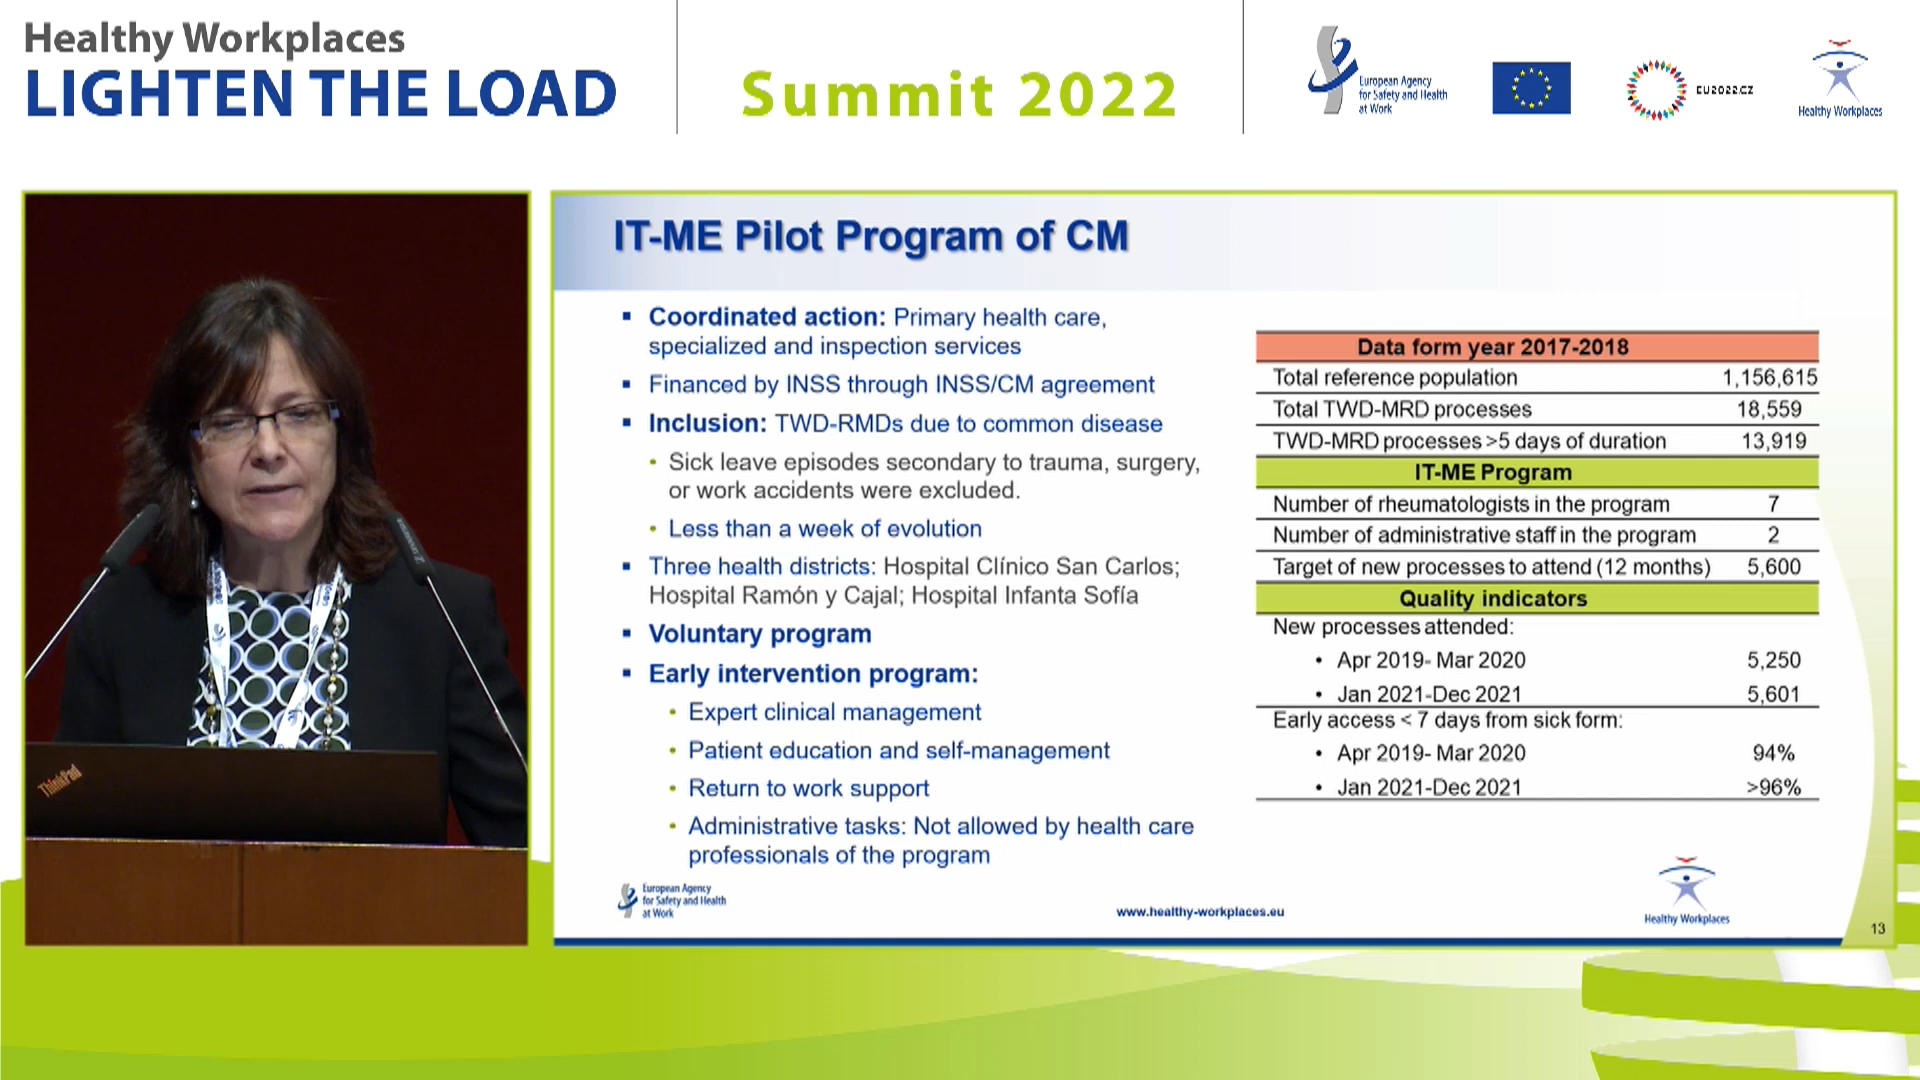 Healthy Workplaces
LIGHTEN THE LOAD
Summit 2022
European Agency
for Safety and Health
at Work
EU2022.CZ
Healthy Workplaces
IT-ME Pilot Program of CM
▪ Coordinated action: Primary health care,
specialized and inspection services
▪ Financed by INSS through INSS/CM agreement
▪ Inclusion: TWD-RMDs due to common disease
• Sick leave episodes secondary to trauma, surgery,
or work accidents were excluded.
• Less than a week of evolution
▪ Three health districts: Hospital Clínico San Carlos;
Hospital Ramón y Cajal; Hospital Infanta Sofía
▪ Voluntary program
▪ Early intervention program:
• Expert clinical management
• Patient education and self-management
• Return to work support
• Administrative tasks: Not allowed by health care
professionals of the program
Data form year 2017-2018
Total reference population 1,156,615
Total TWD-MRD processes 18,559
TWD-MRD processes >5 days of duration 13,919
IT-ME Program
Number of rheumatologists in the program 7
Number of administrative staff in the program 2
Target of new processes to attend (12 months) 5,600
Quality indicators
New processes attended:
• Apr 2019- Mar 2020 5,250
• Jan 2021-Dec 2021 5,601
Early access < 7 days from sick form:
• Apr 2019- Mar 2020 94%
• Jan 2021-Dec 2021 >96%
European Agency
for Safety and Health
at Work
www.healthy-workplaces.eu
Healthy Workplaces
13
ThinkPad